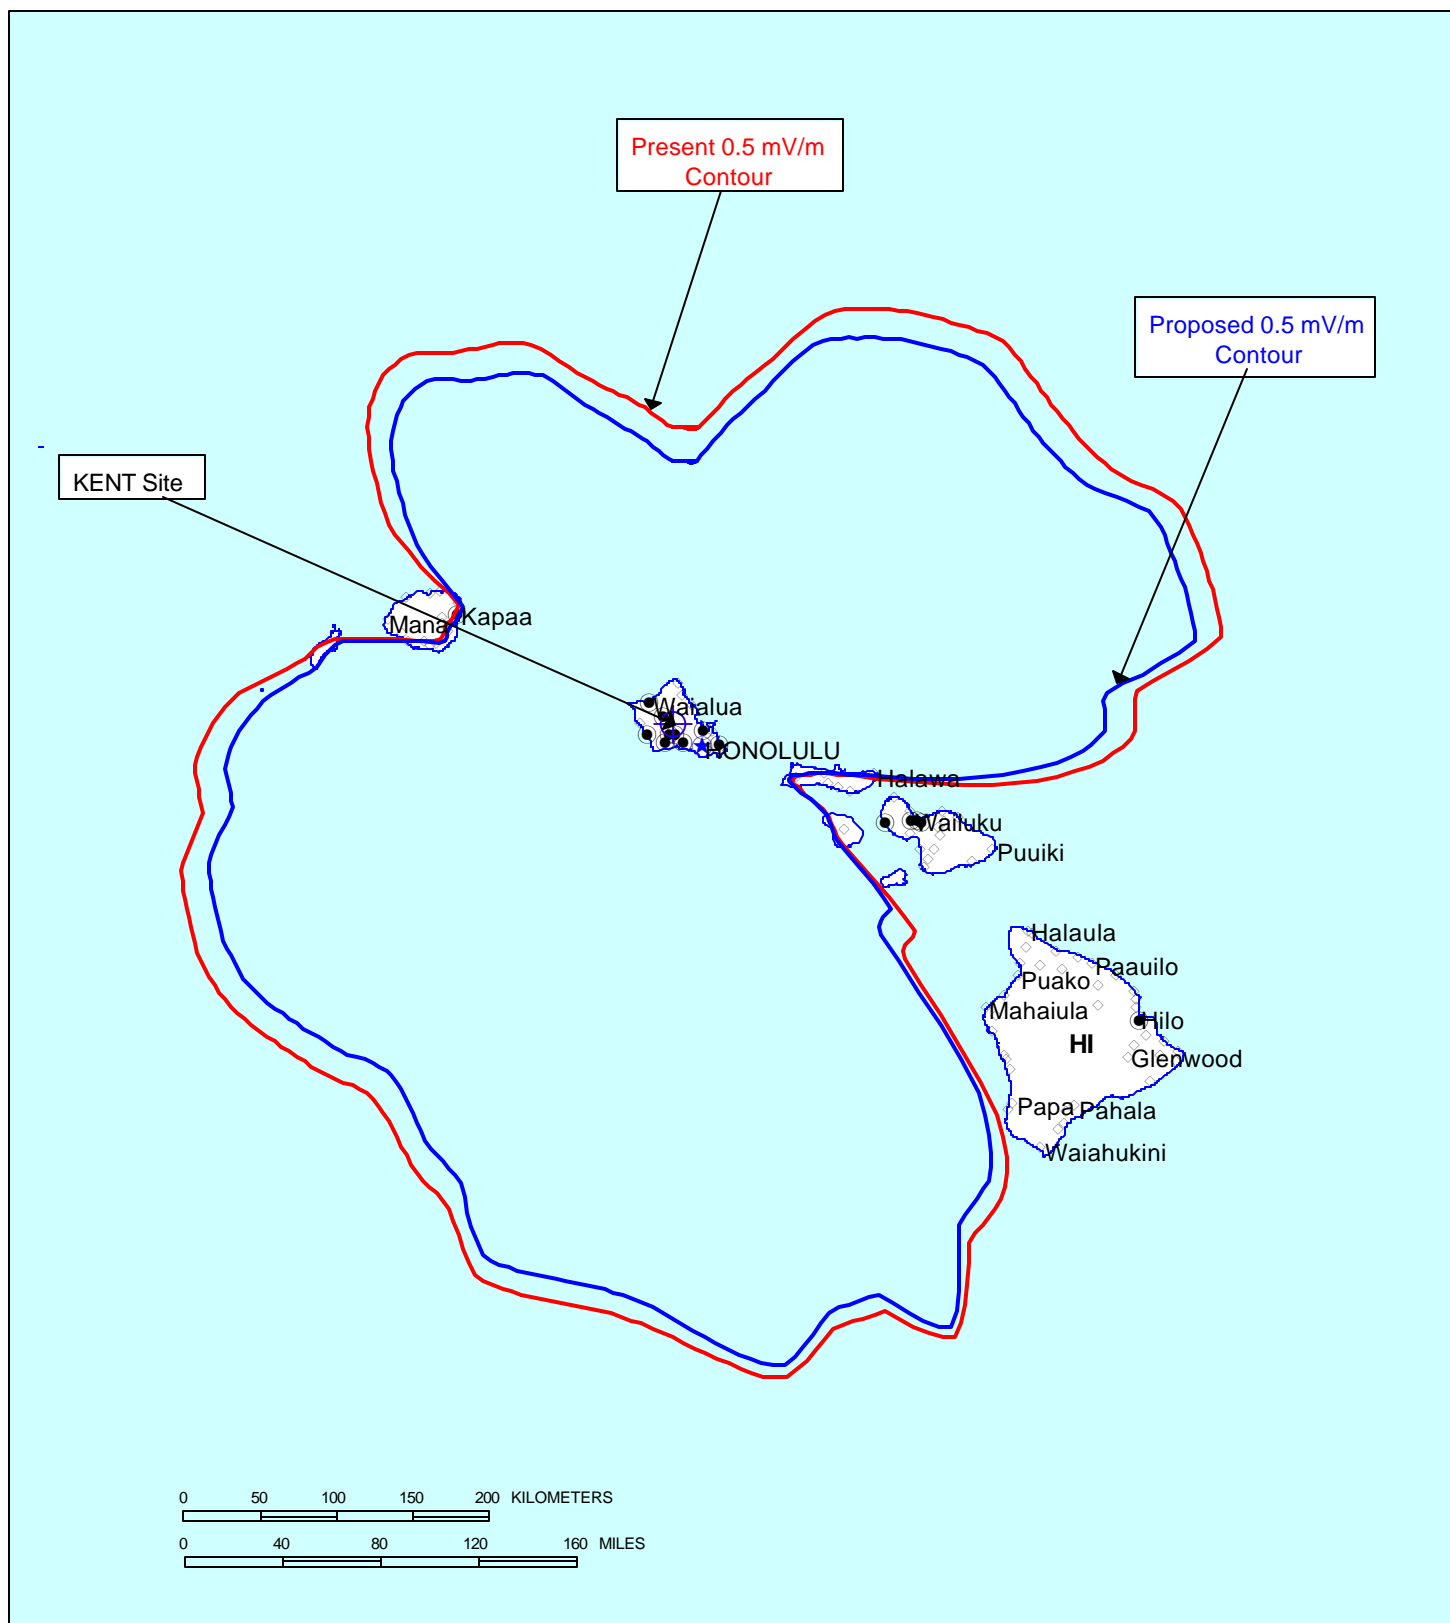 Present 0.5 mV/m
Contour
Proposed 0.5 mV/m
Contour
KENT Site
Kapaa
Mana
Waialua
HONOLULU
Halawa
Wailuku
Puuiki
Halaula
Paauilo
Puako
Mahaiula
Hilo
HI
Glenwood
Papa
Pahala
Waiahukini
0 50 100 150 200 KILOMETERS
0 40 80 120 160 MILES